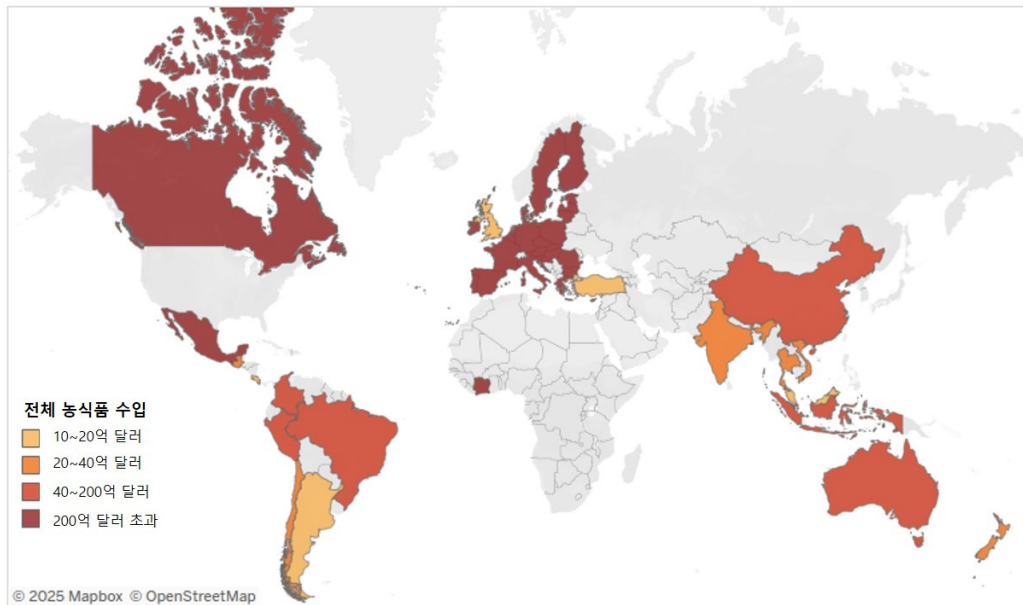 전체 농식품 수입
10~20억 달러
20~40억 달러
40~200억 달러
200억 달러 초과
© 2025 Mapbox © OpenStreetMap